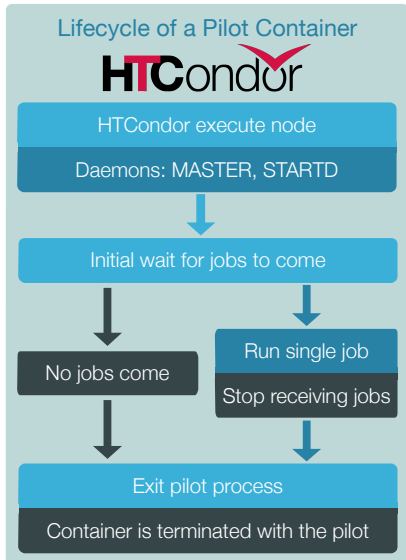 Lifecycle of a Pilot Container
HTCondor
HTCondor execute node
Daemons: MASTER, STARTD
Initial wait for jobs to come
No jobs come
Run single job
Stop receiving jobs
Exit pilot process
Container is terminated with the pilot